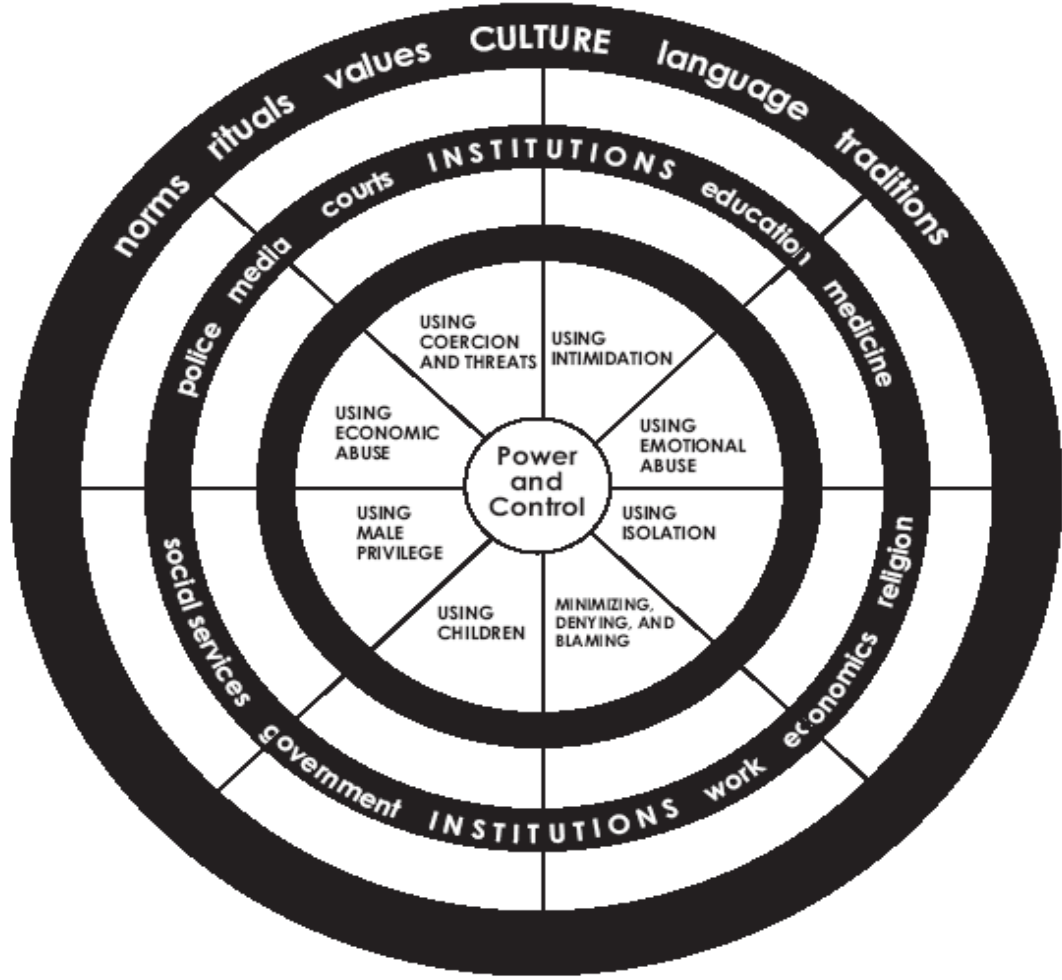 norms rituals values CULTURE language traditions
police media courts INSTITUTIONS education medicine
USING
COERCION
AND THREATS
USING
INTIMIDATION
USING
ECONOMIC
ABUSE
USING
EMOTIONAL
ABUSE
Power
and
Control
USING
MALE
PRIVILEGE
USING
ISOLATION
USING
CHILDREN
MINIMIZING,
DENYING, AND
BLAMING
social services government INSTITUTIONS work economics religion